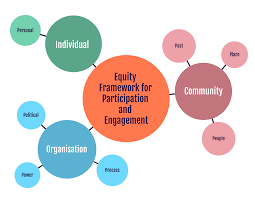 Personal
Individual
Past
Place
Equity
Framework for
Participation
and
Engagement
Community
Political
People
Organisation
Power
Process